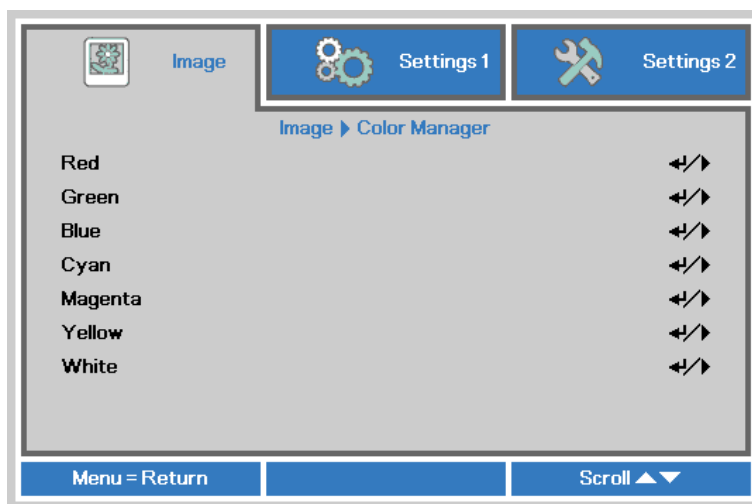 Image
Settings 1
Settings 2
Image ▶ Color Manager
Red ↵/▶
Green ↵/▶
Blue ↵/▶
Cyan ↵/▶
Magenta ↵/▶
Yellow ↵/▶
White ↵/▶
Menu = Return
Scroll ▲▼